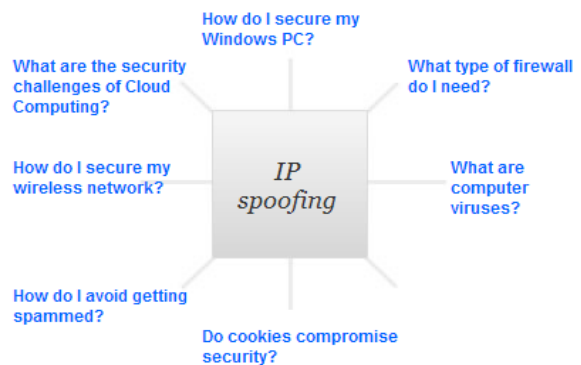 How do I secure my
Windows PC?
What are the security
challenges of Cloud
Computing?
What type of firewall
do I need?
How do I secure my
wireless network?
IP
spoofing
What are
computer
viruses?
How do I avoid getting
spammed?
Do cookies compromise
security?